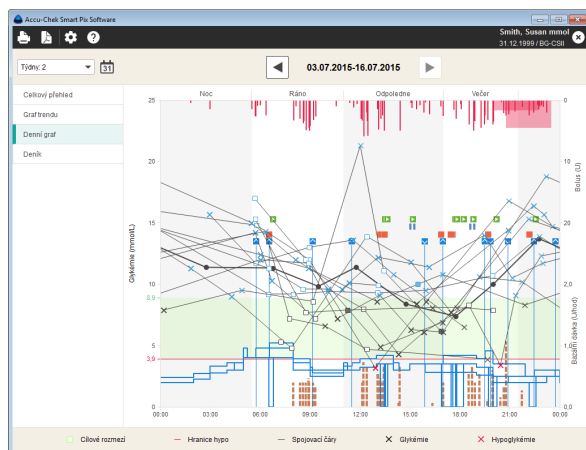 Accu-Chek Smart Pix Software
Smith, Susan mmol
31.12.1999 / BG-CSII
Týdny: 2
31
03.07.2015-16.07.2015
Celkový přehled
Graf trendu
Denní graf
Deník
Noc Ráno Odpoledne Večer
25
20
15
10
8,9
5
3,9
0
Glykémie (mmol/L)
0
10
20
2,0
1,0
0,0
Bolus (U)
Bazální dávka (U/hod)
00:00 03:00 06:00 09:00 12:00 15:00 18:00 21:00 00:00
Cílové rozmezí Hranice hypo Spojovací čáry Glykémie Hypoglykémie